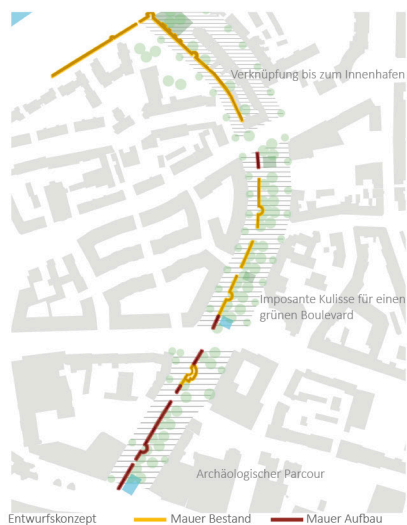 Verknüpfung bis zum Innenhafen
Imposante Kulisse für einen
grünen Boulevard
Archäologischer Parcour
Entwurfskonzept Mauer Bestand Mauer Aufbau